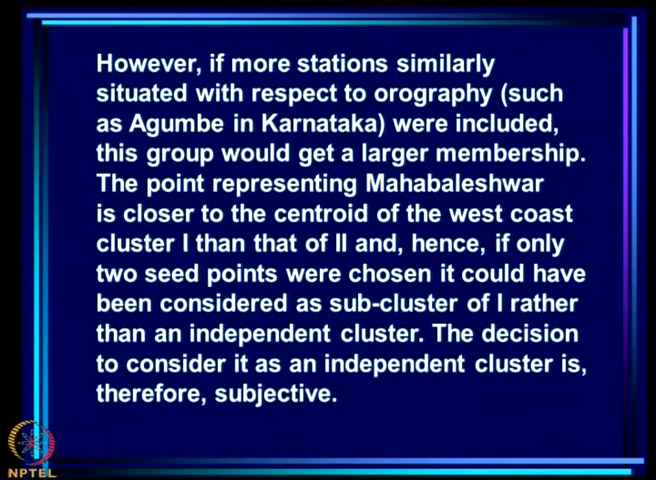 However, if more stations similarly
situated with respect to orography (such
as Agumbe in Karnataka) were included,
this group would get a larger membership.
The point representing Mahabaleshwar
is closer to the centroid of the west coast
cluster I than that of II and, hence, if only
two seed points were chosen it could have
been considered as sub-cluster of I rather
than an independent cluster. The decision
to consider it as an independent cluster is,
therefore, subjective.
NPTEL